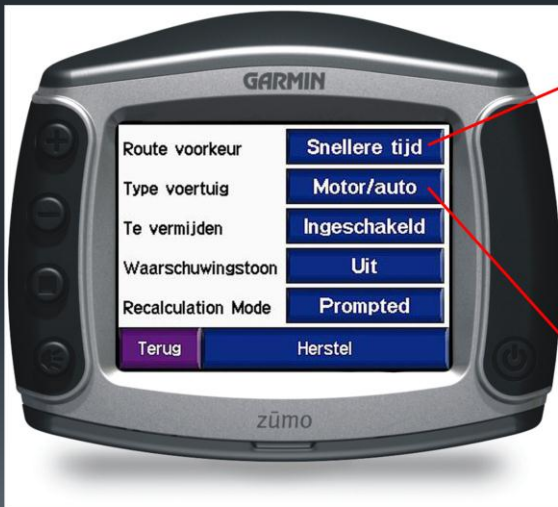 GARMIN
Route voorkeur Snellere tijd
Type voertuig Motor/auto
Te vermijden Ingeschakeld
Waarschuwingstoon Uit
Recalculation Mode Prompted
Terug Herstel
zūmo